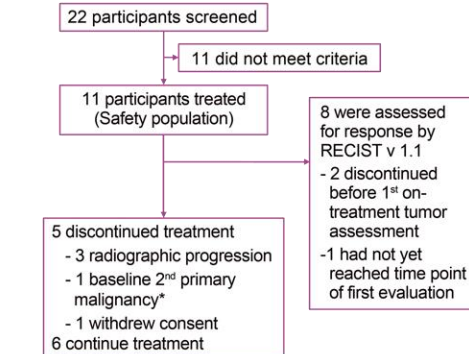 22 participants screened
11 did not meet criteria
11 participants treated
(Safety population)
8 were assessed
for response by
RECIST v 1.1
- 2 discontinued
before 1st on-
treatment tumor
assessment
-1 had not yet
reached time point
of first evaluation
5 discontinued treatment
- 3 radiographic progression
- 1 baseline 2nd primary
malignancy*
- 1 withdrew consent
6 continue treatment